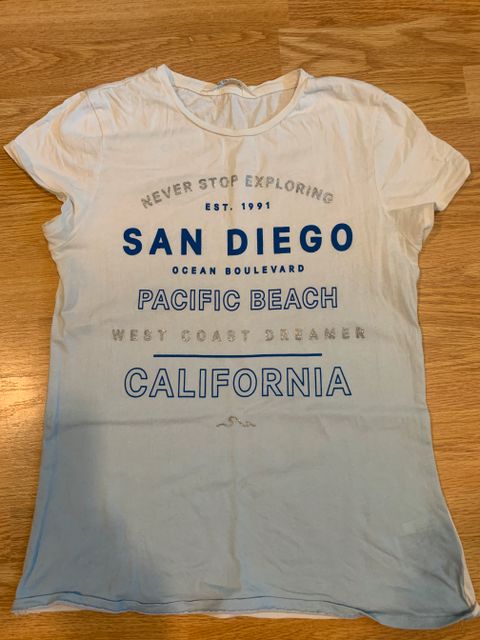 NEVER STOP EXPLORING
EST. 1991
SAN DIEGO
OCEAN BOULEVARD
PACIFIC BEACH
WEST COAST DREAMER
CALIFORNIA